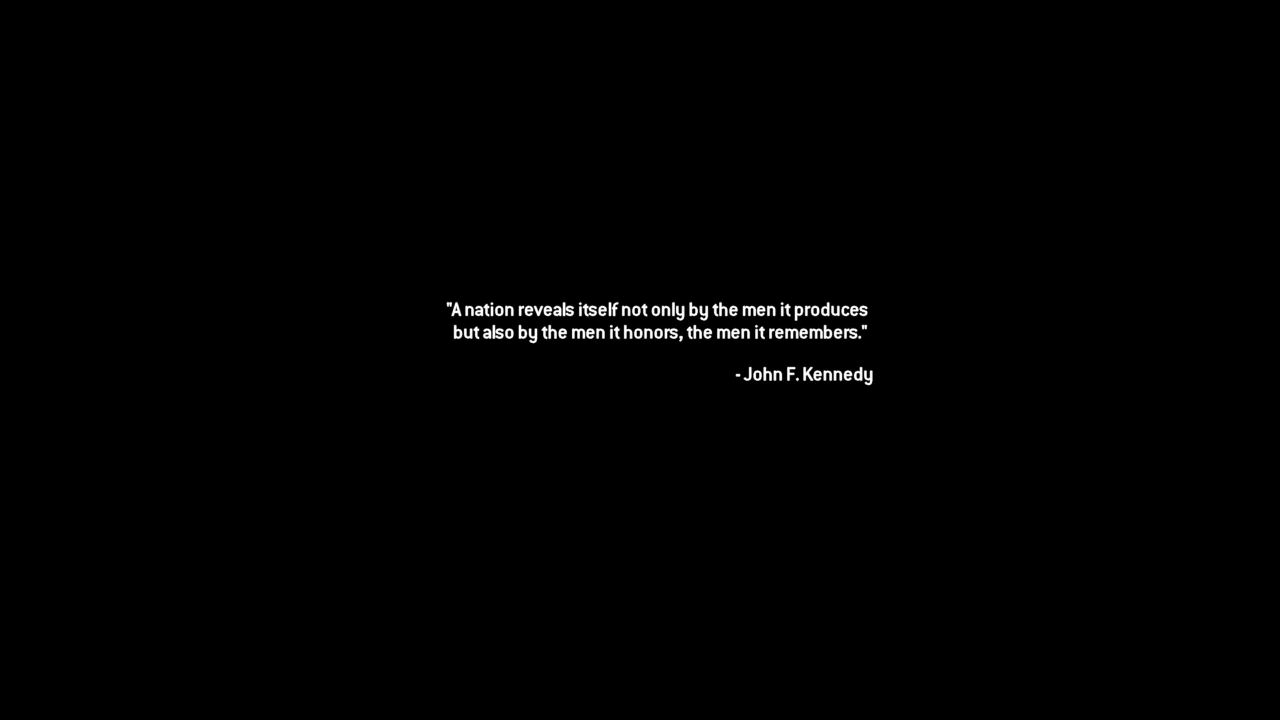 "A nation reveals itself not only by the men it produces
but also by the men it honors, the men it remembers."
- John F. Kennedy